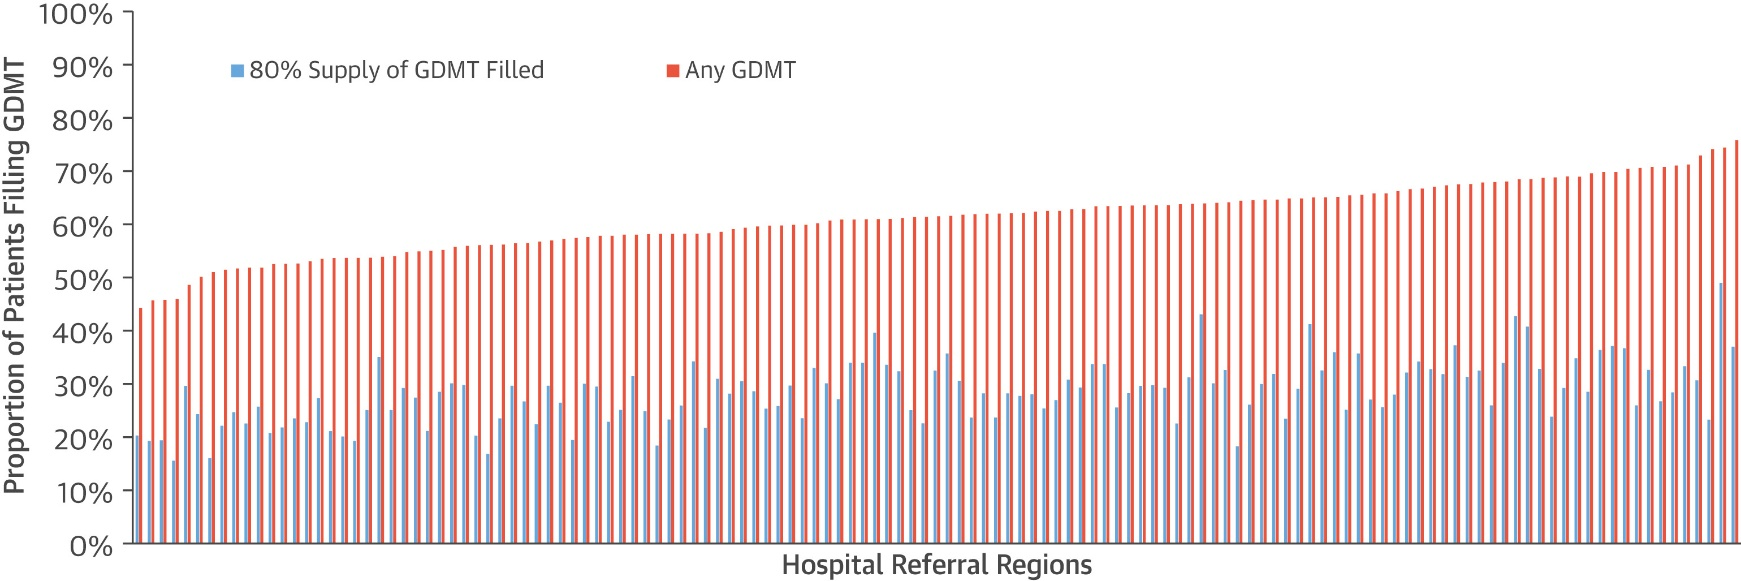 Proportion of Patients Filling GDMT
100%
90%
80%
70%
60%
50%
40%
30%
20%
10%
0%
80% Supply of GDMT Filled
Any GDMT
Hospital Referral Regions